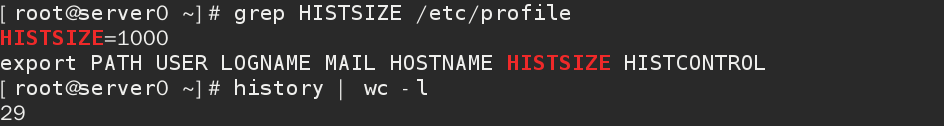 [root@server0 ~]# grep HISTSIZE /etc/profile
HISTSIZE=1000
export PATH USER LOGNAME MAIL HOSTNAME HISTSIZE HISTCONTROL
[root@server0 ~]# history | wc -l
29